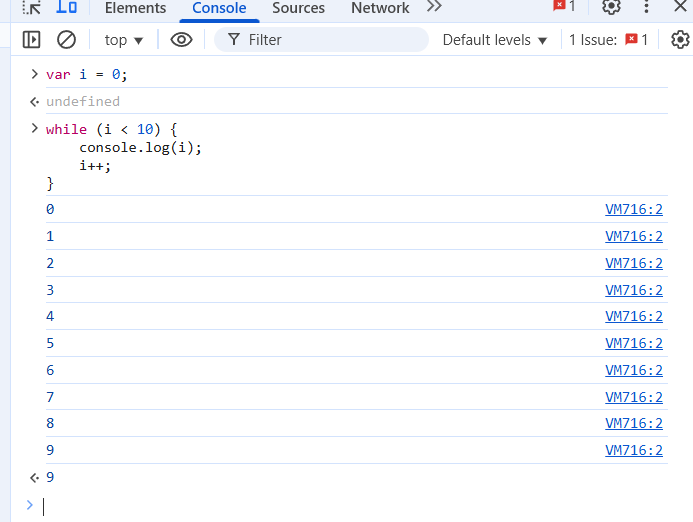 Elements Console Sources Network 1
top Filter Default levels 1 Issue: 1
var i = 0;
undefined
while (i < 10) {
    console.log(i);
    i++;
}
0 VM716:2
1 VM716:2
2 VM716:2
3 VM716:2
4 VM716:2
5 VM716:2
6 VM716:2
7 VM716:2
8 VM716:2
9 VM716:2
9